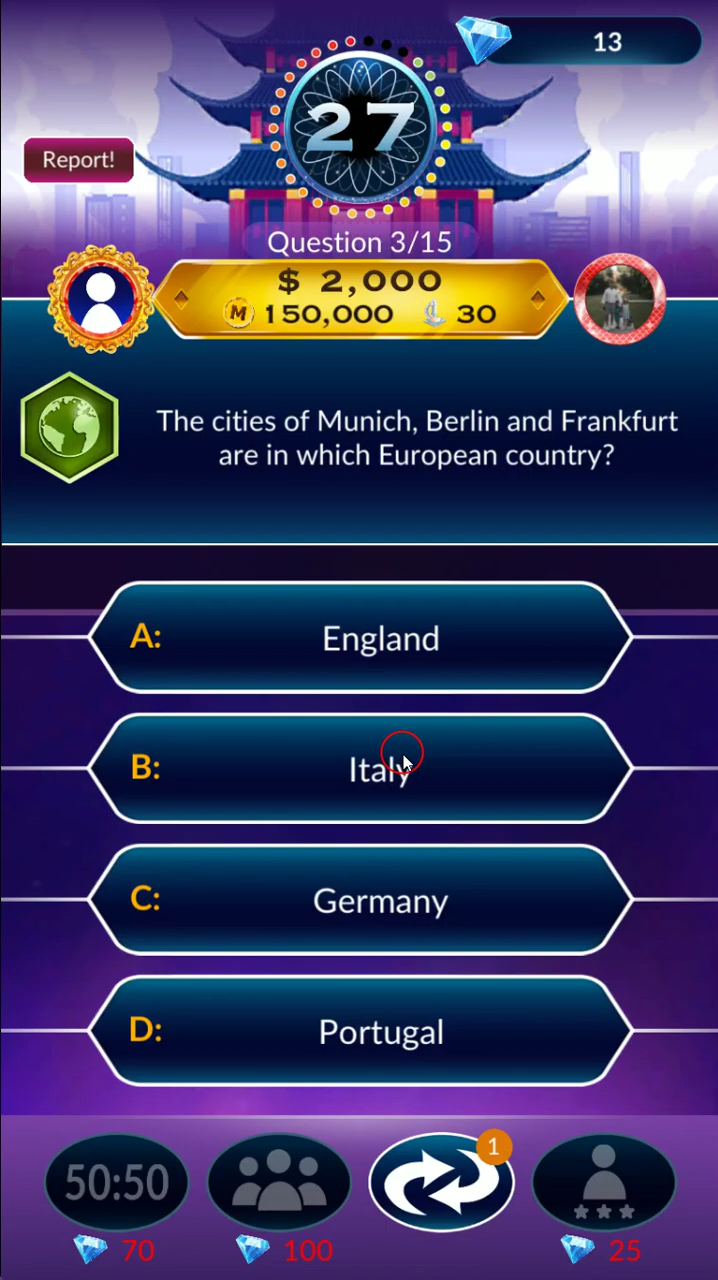 13
27
Report!
Question 3/15
$ 2,000
M 150,000 30
The cities of Munich, Berlin and Frankfurt
are in which European country?
A: England
B: Italy
C: Germany
D: Portugal
1
50:50
70 100 25